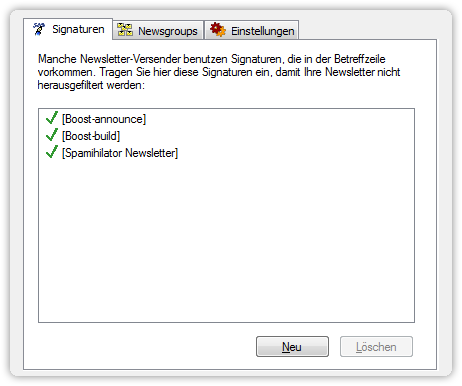 Signaturen
Newsgroups
Einstellungen
Manche Newsletter-Versender benutzen Signaturen, die in der Betreffzeile
vorkommen. Tragen Sie hier diese Signaturen ein, damit Ihre Newsletter nicht
herausgefiltert werden:
[Boost-announce]
[Boost-build]
[Spamihilator Newsletter]
Neu
Löschen